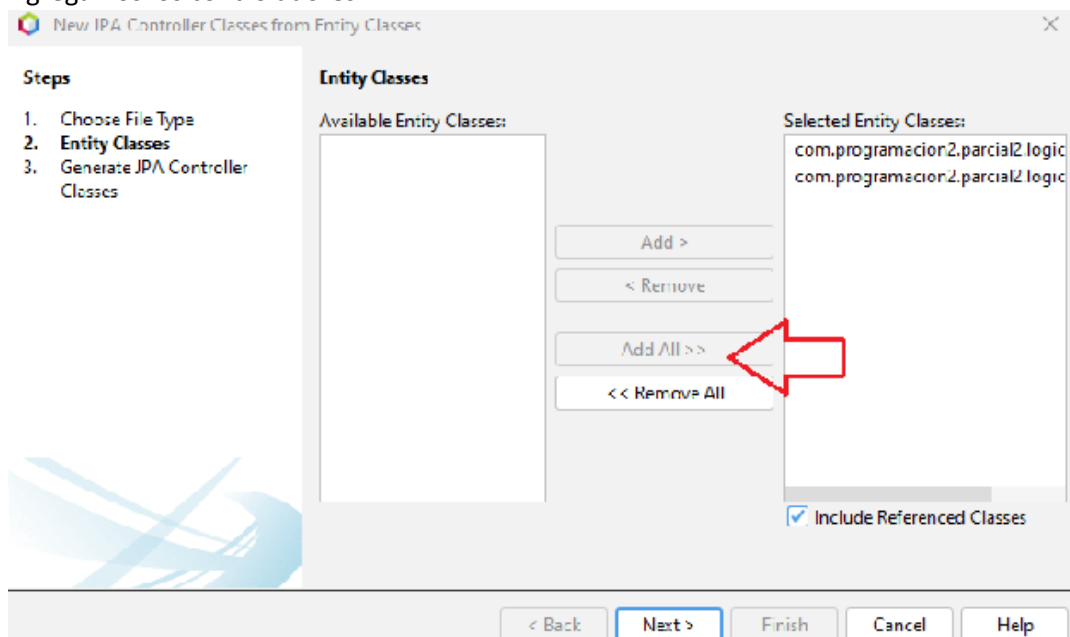 New JPA Controller Classes from Entity Classes
Steps
1. Choose File Type
2. Entity Classes
3. Generate JPA Controller
Classes
Entity Classes
Available Entity Classes:
Selected Entity Classes:
com.programacion2.parcial2.logic
com.programacion2.parcial2.logic
Add >
< Remove
Add All >>
<< Remove All
Include Referenced Classes
< Back
Next >
Finish
Cancel
Help